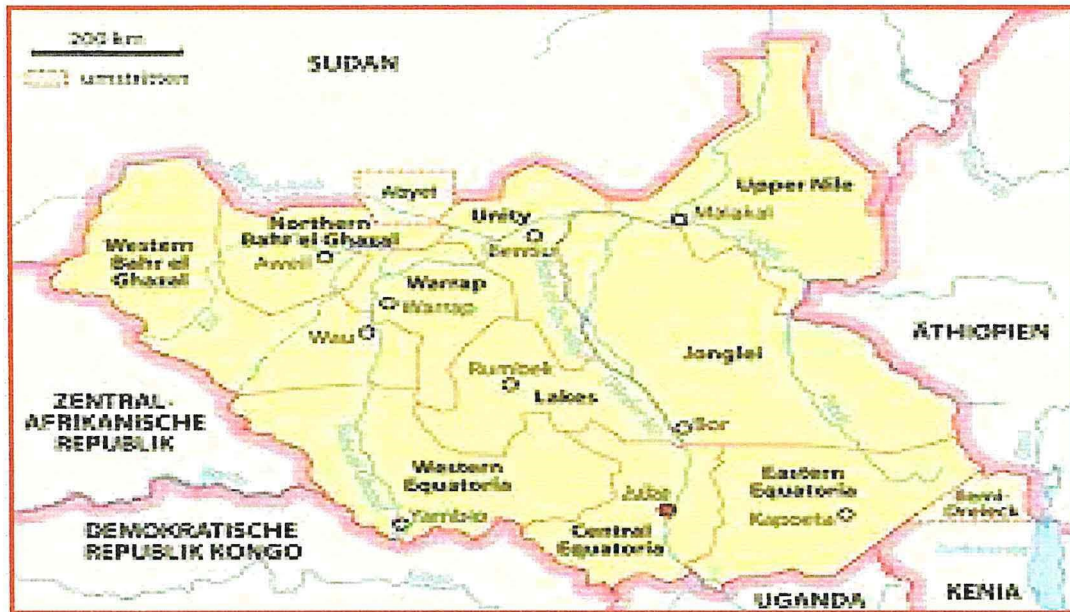 200 km
SUDAN
umstritten
Abyei
Upper Nile
Unity
Malakal
Northern
Bahr el Ghazal
Bentiu
Western
Bahr el
Ghazal
Aweil
Warrap
Warrap
Wau
ÄTHIOPIEN
Jonglei
Rumbek
Lakes
ZENTRAL-
AFRIKANISCHE
REPUBLIK
Bor
Western
Equatoria
Eastern
Equatoria
Juba
Kapoeta
Ilemi-
Dreieck
Yambio
DEMOKRATISCHE
REPUBLIK KONGO
Central
Equatoria
UGANDA
KENIA